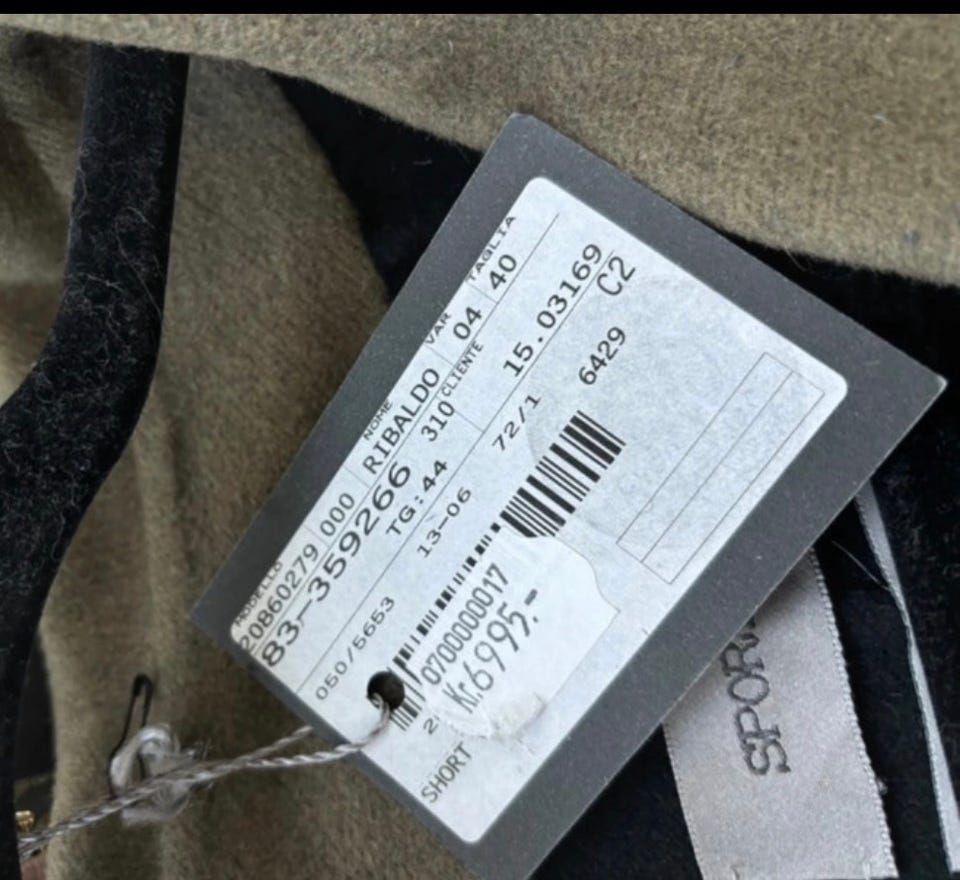 MODELLO NOME VAR TAGLIA
20860279 000 RIBALDO 04 40
83-359266 310 CLIENTE
TG:44 15.03169
C2
050/5653 13-06 72/1 6429
0700000017
Kr.6995.-
SHORT